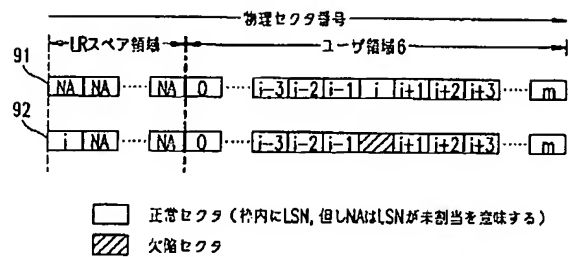 物理セクタ番号
LRスペア領域 ユーザ領域6
91
NA NA ‥‥ NA 0 ‥‥ i-3 i-2 i-1 i i+1 i+2 i+3 ‥‥ m
92
i NA ‥‥ NA 0 ‥‥ i-3 i-2 i-1 i+1 i+2 i+3 ‥‥ m
正常セクタ(枠内にLSN,但しNAはLSNが未割当を意味する)
欠陥セクタ